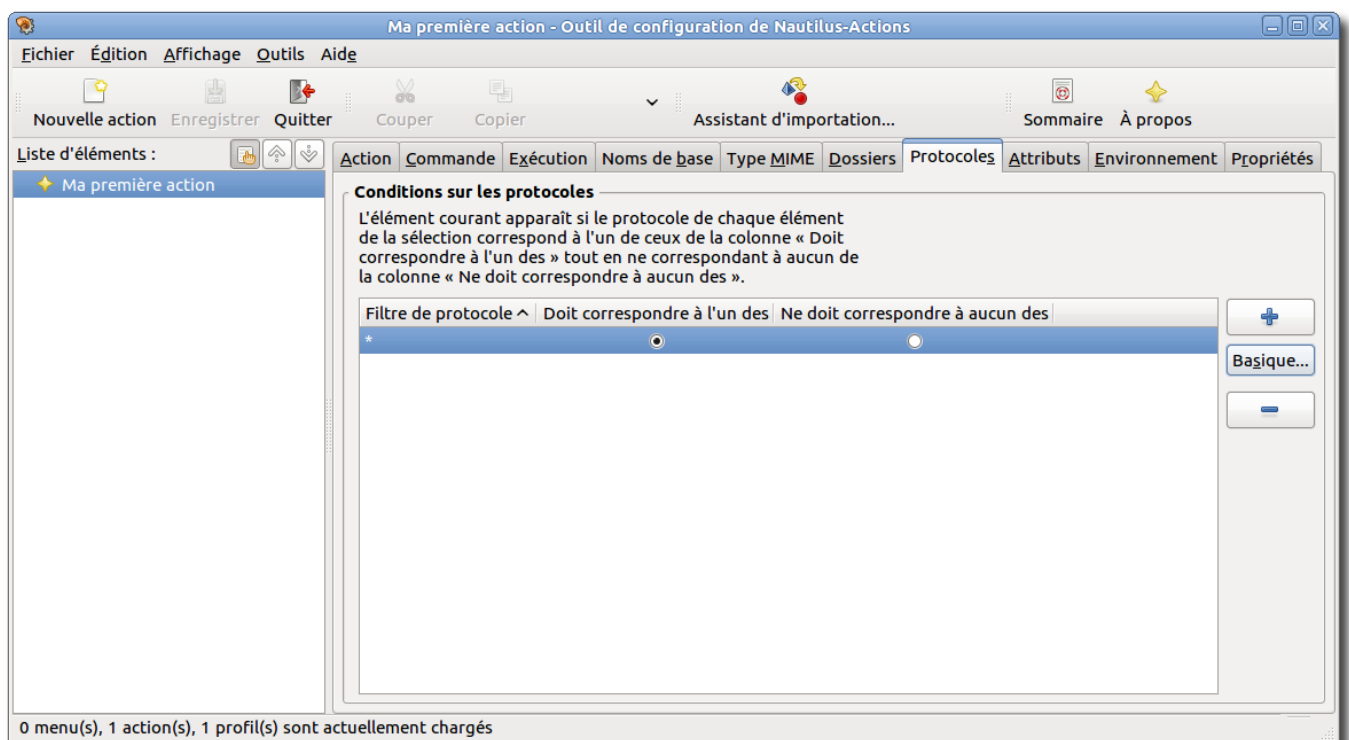 Ma première action - Outil de configuration de Nautilus-Actions
Fichier Édition Affichage Outils Aide
Nouvelle action Enregistrer Quitter Couper Copier Assistant d'importation... Sommaire À propos
Liste d'éléments :
Action Commande Exécution Noms de base Type MIME Dossiers Protocoles Attributs Environnement Propriétés
Ma première action
Conditions sur les protocoles
L'élément courant apparaît si le protocole de chaque élément
de la sélection correspond à l'un de ceux de la colonne « Doit
correspondre à l'un des » tout en ne correspondant à aucun de
la colonne « Ne doit correspondre à aucun des ».
Filtre de protocole Doit correspondre à l'un des Ne doit correspondre à aucun des
*
Basique...
0 menu(s), 1 action(s), 1 profil(s) sont actuellement chargés